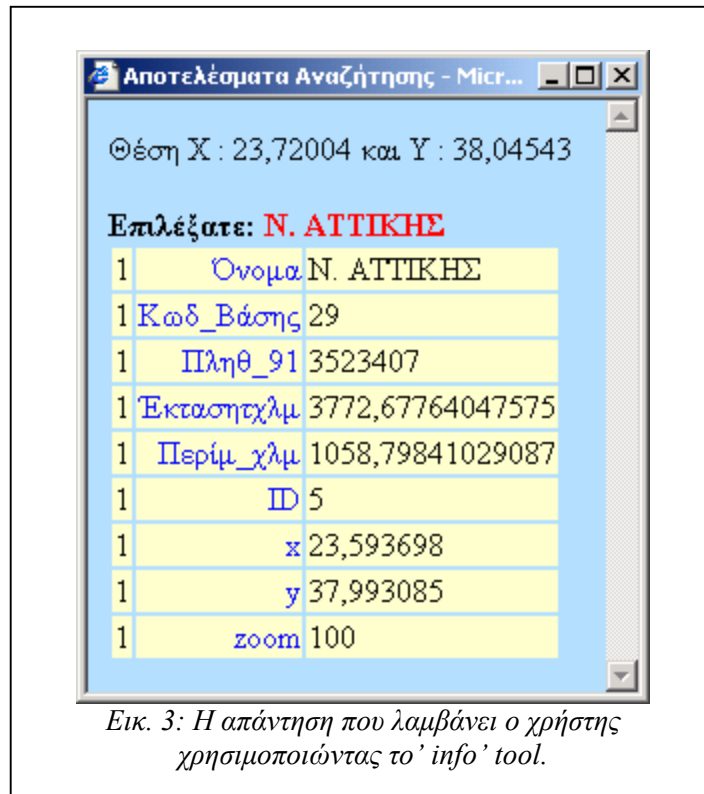 Αποτελέσματα Αναζήτησης - Micr...
Θέση X : 23,72004 και Y : 38,04543
Επιλέξατε: Ν. ΑΤΤΙΚΗΣ
1 Όνομα Ν. ΑΤΤΙΚΗΣ
1 Κωδ_Βάσης 29
1 Πληθ_91 3523407
1 Έκτασητχλμ 3772,67764047575
1 Περίμ_χλμ 1058,79841029087
1 ID 5
1 x 23,593698
1 y 37,993085
1 zoom 100
Εικ. 3: Η απάντηση που λαμβάνει ο χρήστης
χρησιμοποιώντας το’ info’ tool.